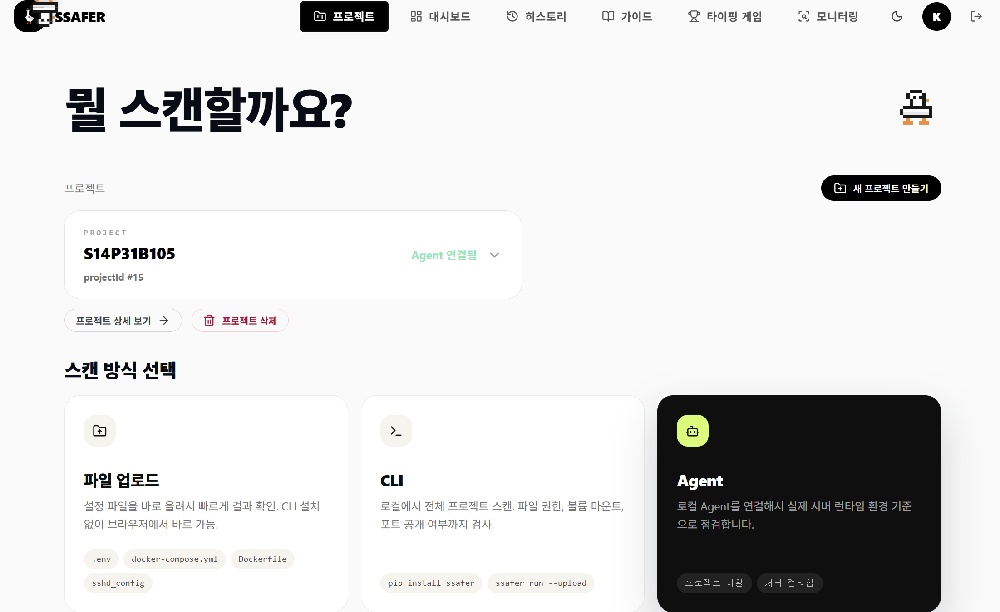 SSAFER
프로젝트
대시보드
히스토리
가이드
타이핑 게임
모니터링
K
뭘 스캔할까요?
프로젝트
새 프로젝트 만들기
PROJECT
S14P31B105
Agent 연결됨
projectId #15
프로젝트 상세 보기
프로젝트 삭제
스캔 방식 선택
파일 업로드
설정 파일을 바로 올려서 빠르게 결과 확인. CLI 설치
없이 브라우저에서 바로 가능.
.env
docker-compose.yml
Dockerfile
sshd_config
CLI
로컬에서 전체 프로젝트 스캔. 파일 권한, 볼륨 마운트,
포트 공개 여부까지 검사.
pip install ssafer
ssafer run --upload
Agent
로컬 Agent를 연결해서 실제 서버 런타임 환경 기준
으로 점검합니다.
프로젝트 파일
서버 런타임